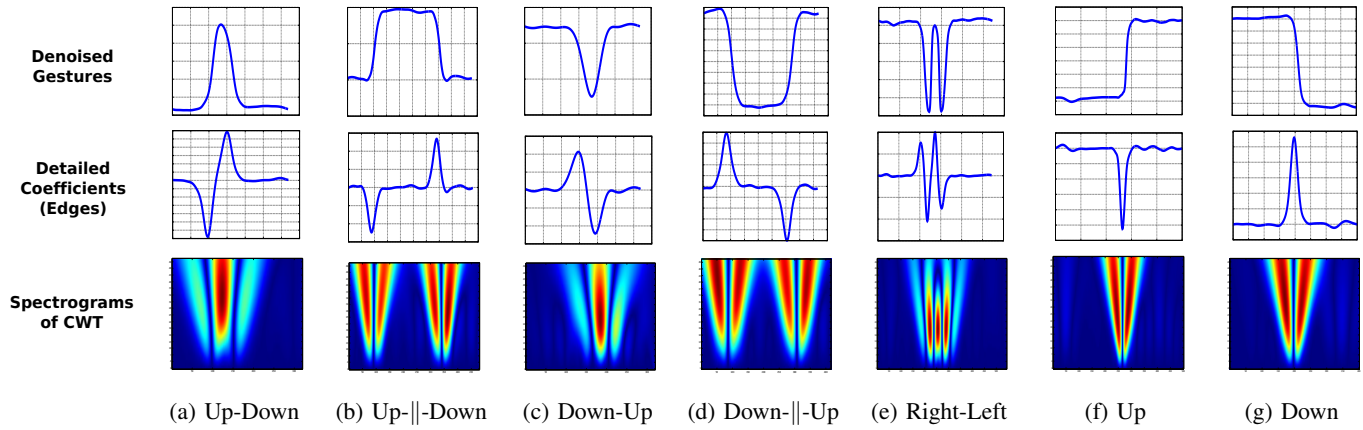 Denoised
Gestures
Detailed
Coefficients
(Edges)
Spectrograms
of CWT
(a) Up-Down
(b) Up-||-Down
(c) Down-Up
(d) Down-||-Up
(e) Right-Left
(f) Up
(g) Down